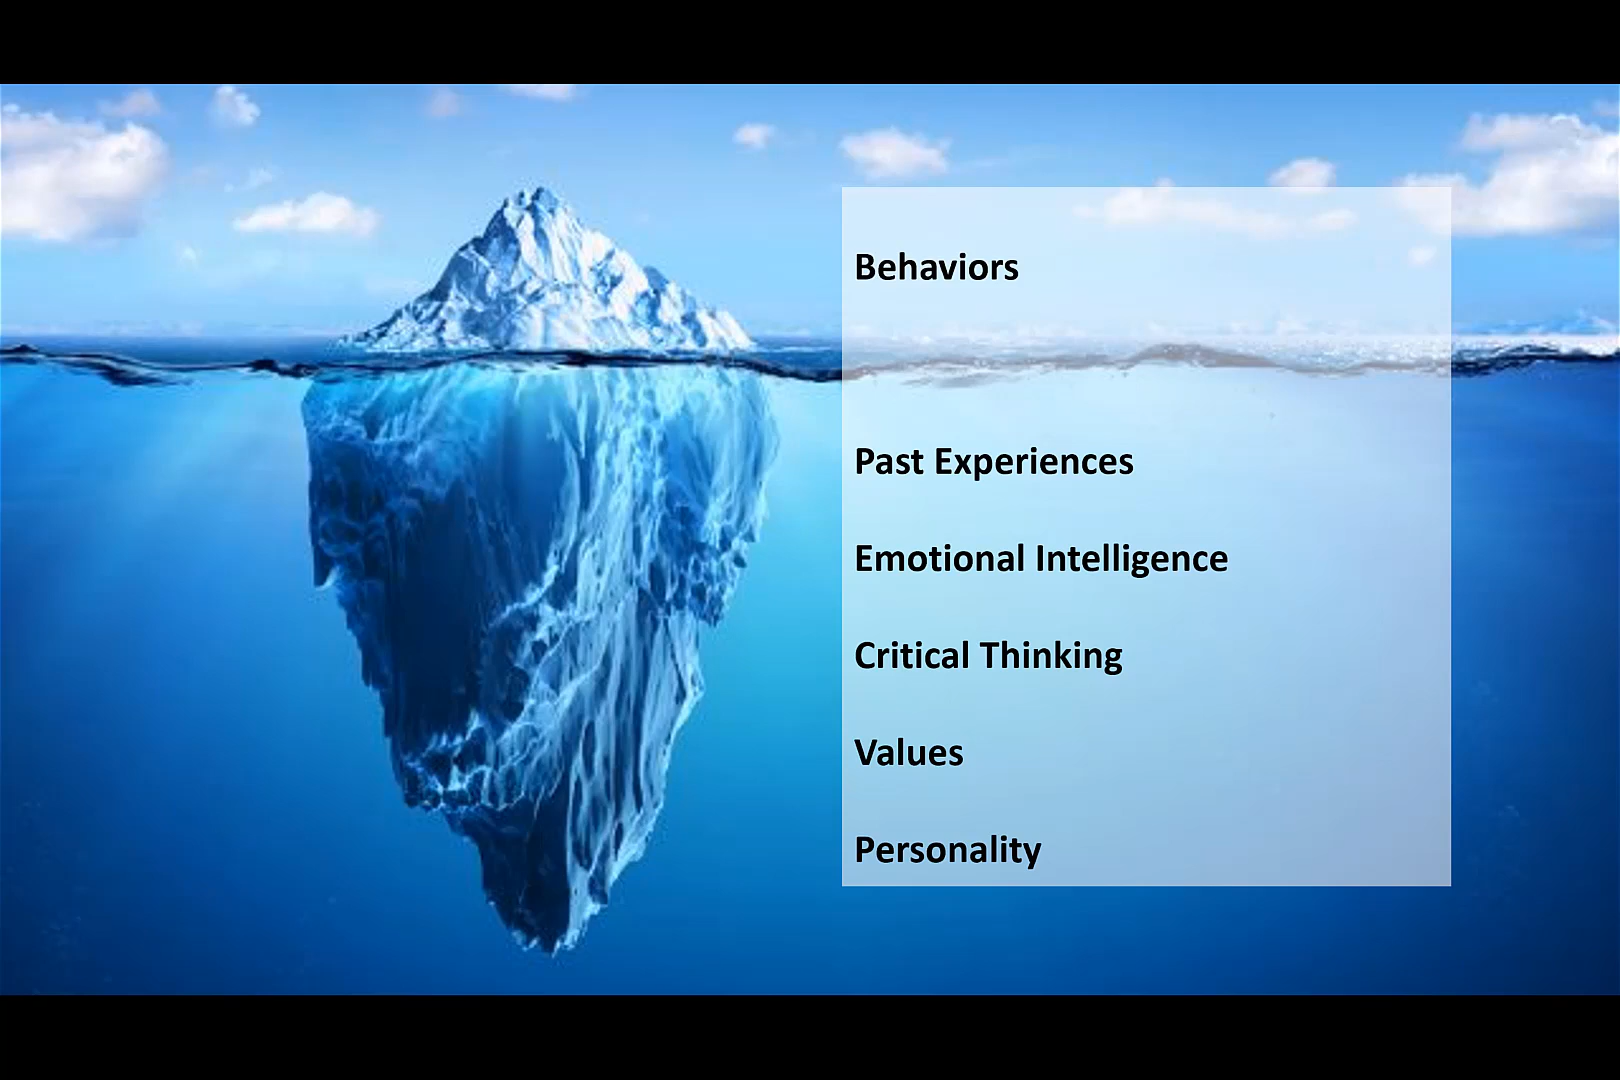 Behaviors
Past Experiences
Emotional Intelligence
Critical Thinking
Values
Personality